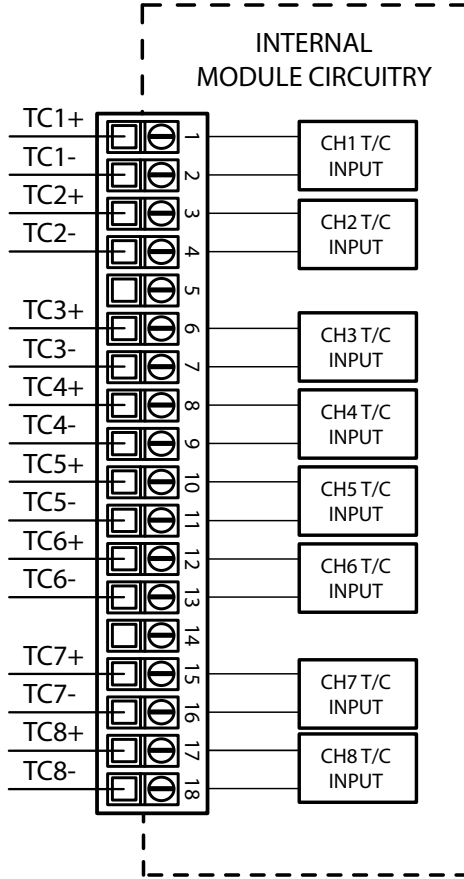 INTERNAL
MODULE CIRCUITRY
TC1+
TC1-
TC2+
TC2-
TC3+
TC3-
TC4+
TC4-
TC5+
TC5-
TC6+
TC6-
TC7+
TC7-
TC8+
TC8-
1
2
3
4
5
6
7
8
9
10
11
12
13
14
15
16
17
18
CH1 T/C
INPUT
CH2 T/C
INPUT
CH3 T/C
INPUT
CH4 T/C
INPUT
CH5 T/C
INPUT
CH6 T/C
INPUT
CH7 T/C
INPUT
CH8 T/C
INPUT